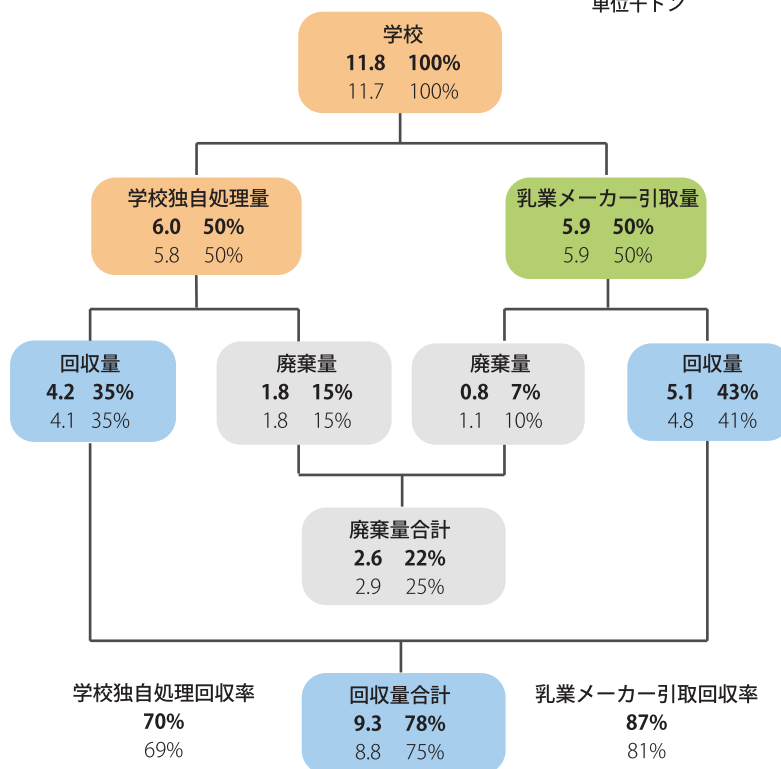 単位千トン
学校
11.8 100%
11.7 100%
学校独自処理量
6.0 50%
5.8 50%
乳業メーカー引取量
5.9 50%
5.9 50%
回収量
4.2 35%
4.1 35%
廃棄量
1.8 15%
1.8 15%
廃棄量
0.8 7%
1.1 10%
回収量
5.1 43%
4.8 41%
廃棄量合計
2.6 22%
2.9 25%
学校独自処理回収率
70%
69%
回収量合計
9.3 78%
8.8 75%
乳業メーカー引取回収率
87%
81%